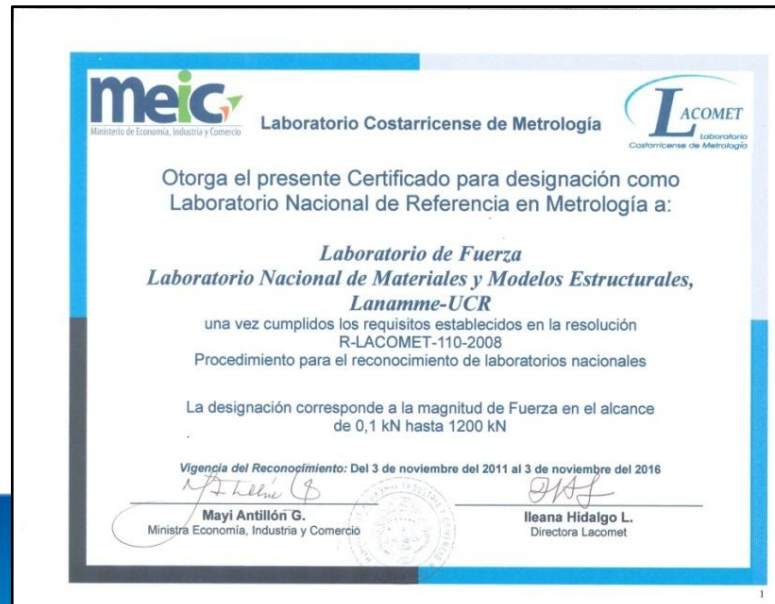 meic
Ministerio de Economía, Industria y Comercio
Laboratorio Costarricense de Metrología
LACOMET
Laboratorio
Costarricense de Metrología
Otorga el presente Certificado para designación como
Laboratorio Nacional de Referencia en Metrología a:
Laboratorio de Fuerza
Laboratorio Nacional de Materiales y Modelos Estructurales,
Lanamme-UCR
una vez cumplidos los requisitos establecidos en la resolución
R-LACOMET-110-2008
Procedimiento para el reconocimiento de laboratorios nacionales
La designación corresponde a la magnitud de Fuerza en el alcance
de 0,1 kN hasta 1200 kN
Vigencia del Reconocimiento: Del 3 de noviembre del 2011 al 3 de noviembre del 2016
Mayi Antillón G.
Ministra Economía, Industria y Comercio
Ileana Hidalgo L.
Directora Lacomet
1